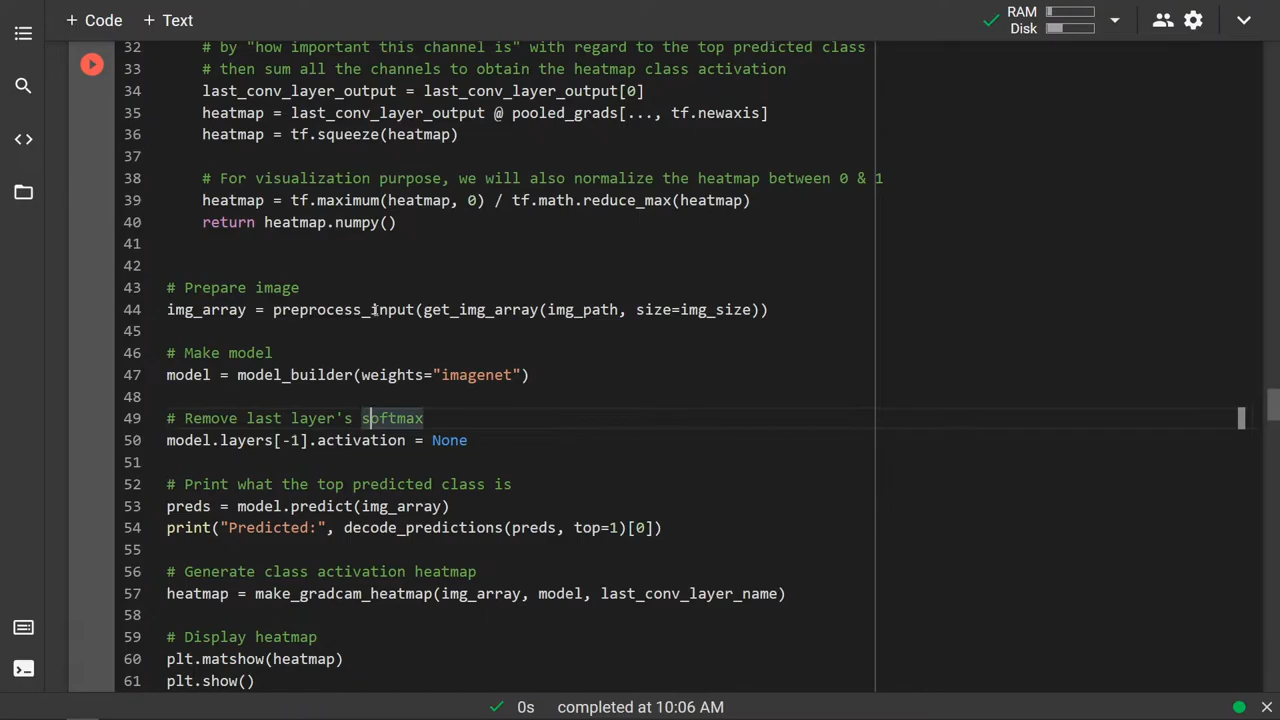 + Code + Text
RAM
Disk
32 # by "how important this channel is" with regard to the top predicted class
33 # then sum all the channels to obtain the heatmap class activation
34 last_conv_layer_output = last_conv_layer_output[0]
35 heatmap = last_conv_layer_output @ pooled_grads[..., tf.newaxis]
36 heatmap = tf.squeeze(heatmap)
37
38 # For visualization purpose, we will also normalize the heatmap between 0 & 1
39 heatmap = tf.maximum(heatmap, 0) / tf.math.reduce_max(heatmap)
40 return heatmap.numpy()
41
42
43 # Prepare image
44 img_array = preprocess_input(get_img_array(img_path, size=img_size))
45
46 # Make model
47 model = model_builder(weights="imagenet")
48
49 # Remove last layer's softmax
50 model.layers[-1].activation = None
51
52 # Print what the top predicted class is
53 preds = model.predict(img_array)
54 print("Predicted:", decode_predictions(preds, top=1)[0])
55
56 # Generate class activation heatmap
57 heatmap = make_gradcam_heatmap(img_array, model, last_conv_layer_name)
58
59 # Display heatmap
60 plt.matshow(heatmap)
61 plt.show()
0s completed at 10:06 AM